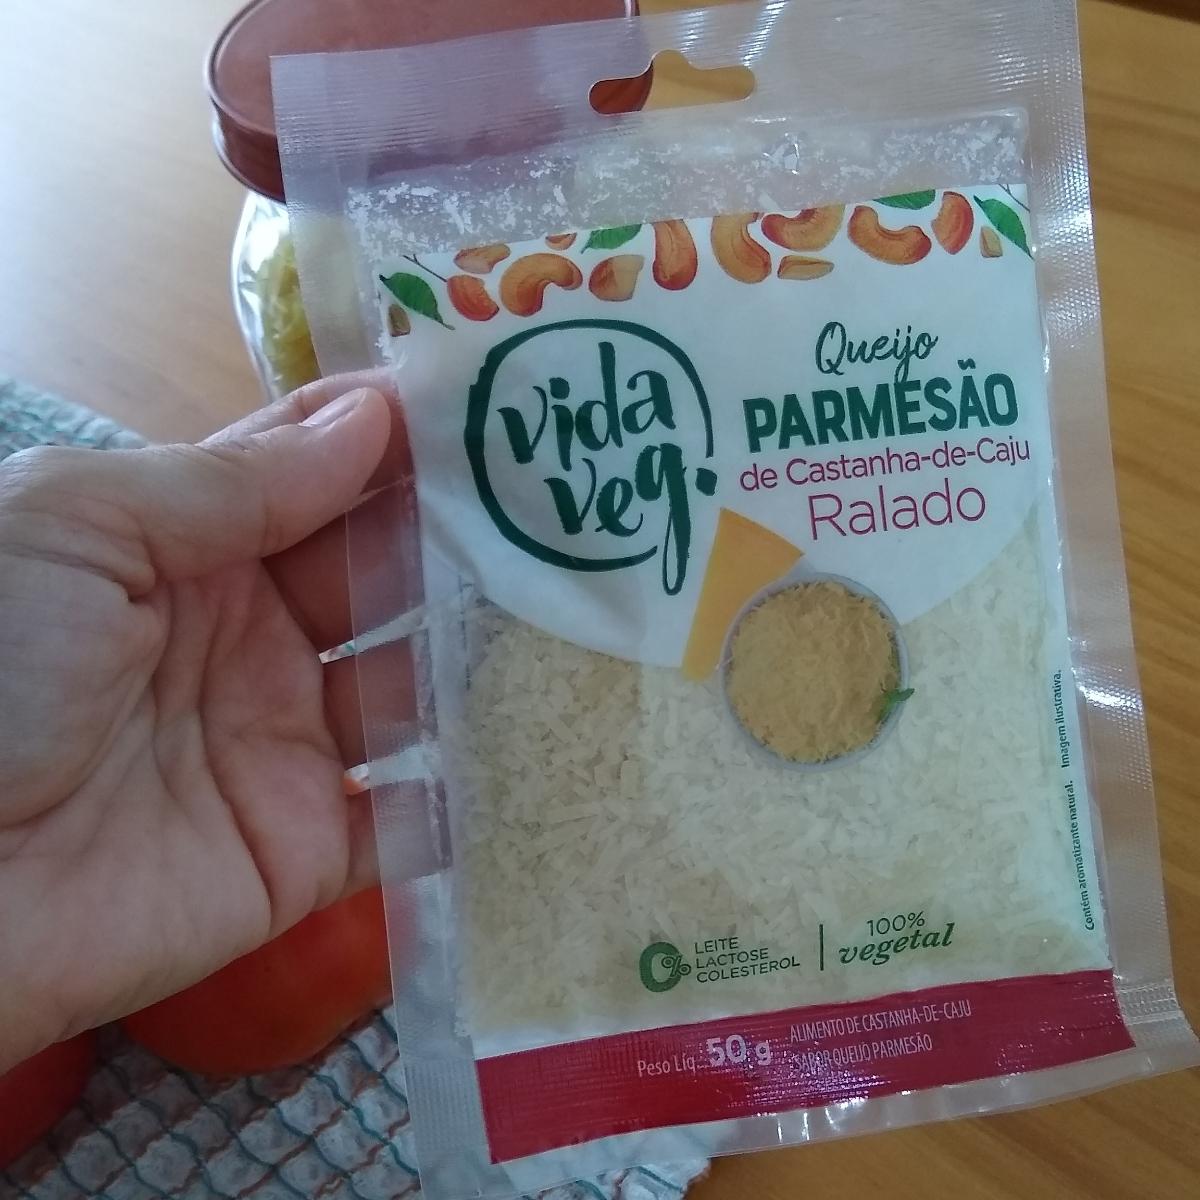 vida
veg.
Queijo
PARMESÃO
de Castanha-de-Caju
Ralado
Contém aromatizante natural. Imagem ilustrativa.
0%
LEITE
LACTOSE
COLESTEROL
100%
vegetal
Peso Líq. 50 g
ALIMENTO DE CASTANHA-DE-CAJU
SABOR QUEIJO PARMESÃO